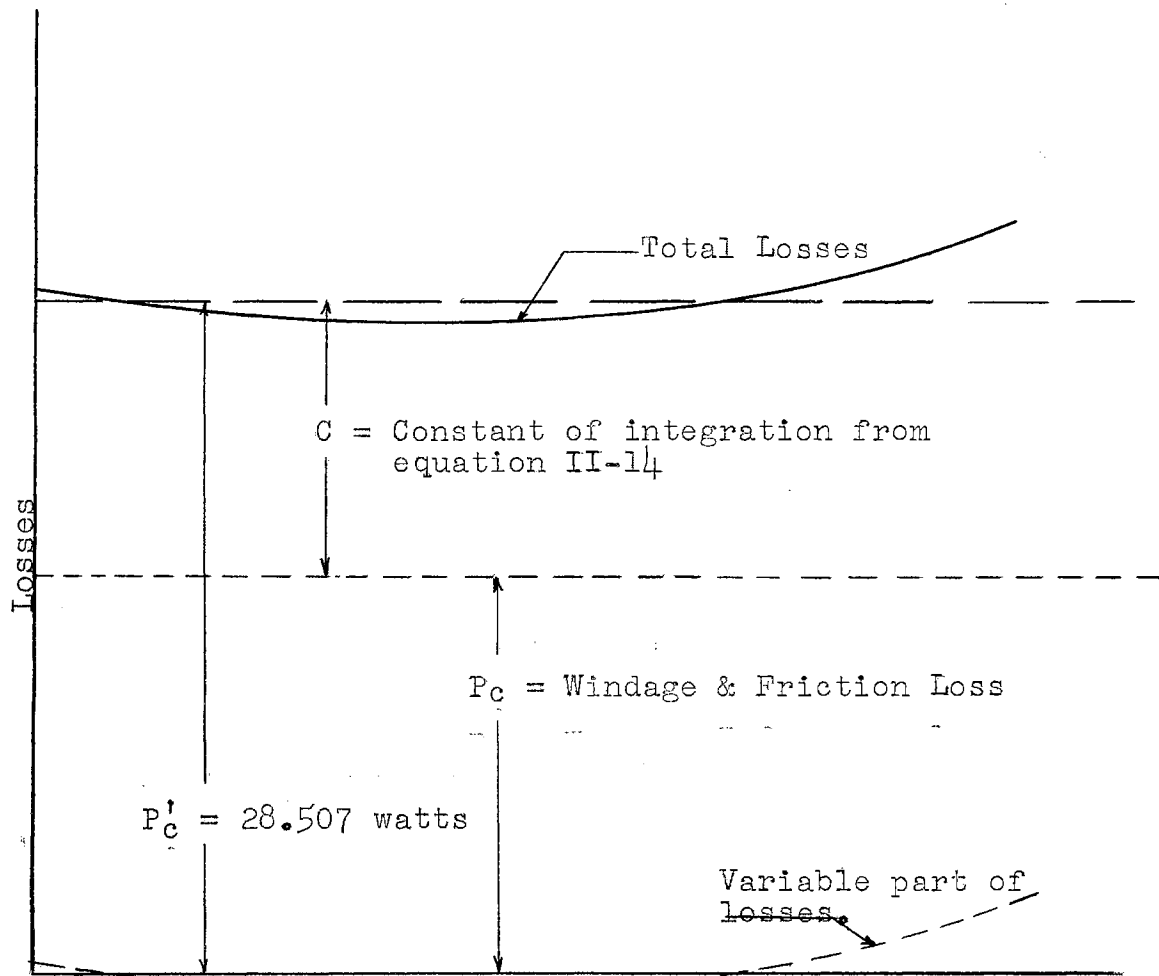 Total Losses
C = Constant of integration from
equation II-14
Losses
Pc = Windage & Friction Loss
P'c = 28.507 watts
Variable part of
losses.